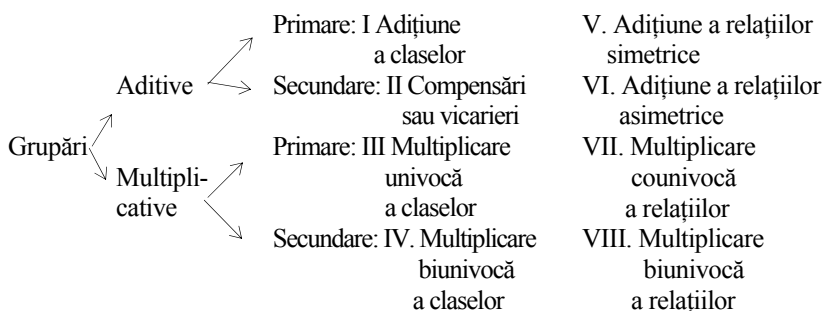 Primare: I Adițiune V. Adițiune a relațiilor
a claselor simetrice
Aditive Secundare: II Compensări VI. Adițiune a relațiilor
sau vicarieri asimetrice
Grupări Primare: III Multiplicare VII. Multiplicare
Multipli- univocă counivocă
cative a claselor a relațiilor
Secundare: IV. Multiplicare VIII. Multiplicare
biunivocă biunivocă
a claselor a relațiilor